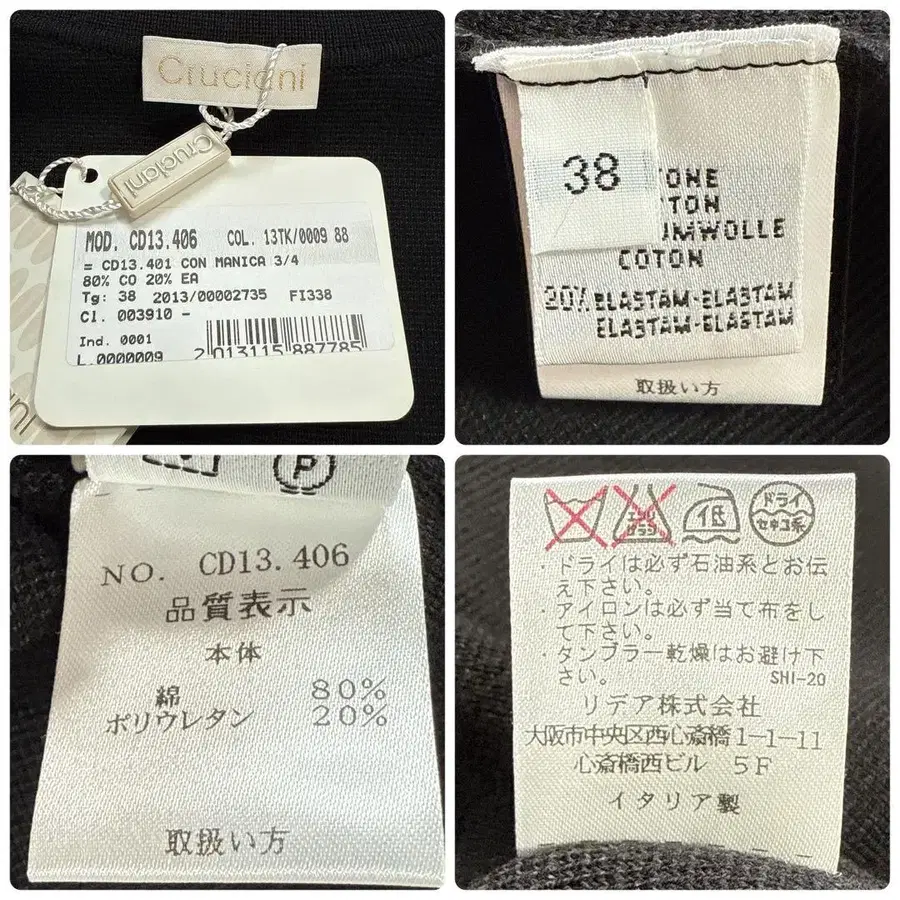 Cruciani
Cruciani
MOD. CD13.406 COL. 13TK/0009 88
= CD13.401 CON MANICA 3/4
80% CO 20% EA
Tg: 38 2013/00002735 FI338
Cl. 003910 -
Ind. 0001
L.0000009
2 013115 887785
38
TONE
TON
UMWOLLE
COTON
20% ELASTAM-ELASTAM
ELASTAM-ELASTAM
取扱い方
P
NO. CD13.406
品質表示
本体
綿 80%
ポリウレタン 20%
取扱い方
エンソ
サラシ
低
ドライ
セキユ系
・ドライは必ず石油系とお伝
え下さい。
・アイロンは必ず当て布をし
て下さい。
・タンブラー乾燥はお避け下
さい。 SHI-20
リデア株式会社
大阪市中央区西心斎橋1-1-11
心斎橋西ビル 5F
イタリア製